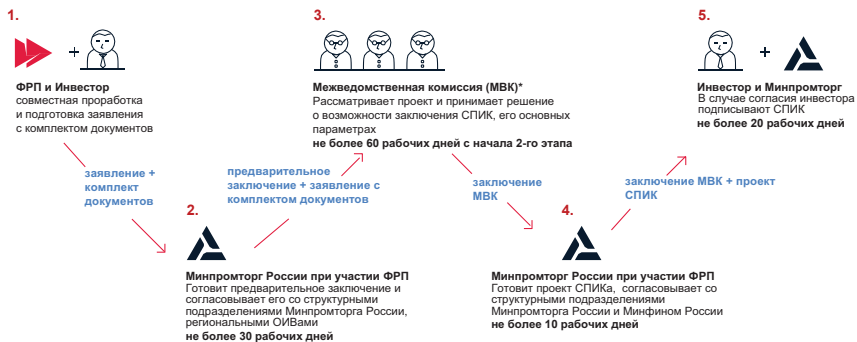 1.
ФРП и Инвестор
совместная проработка
и подготовка заявления
с комплектом документов
заявление +
комплект
документов
2.
Минпромторг России при участии ФРП
Готовит предварительное заключение и
согласовывает его со структурными
подразделениями Минпромторга России,
региональными ОИВами
не более 30 рабочих дней
предварительное
заключение + заявление с
комплектом документов
3.
Межведомственная комиссия (МВК)*
Рассматривает проект и принимает решение
о возможности заключения СПИК, его основных
параметрах
не более 60 рабочих дней с начала 2-го этапа
заключение
МВК
4.
Минпромторг России при участии ФРП
Готовит проект СПИКа, согласовывает со
структурными подразделениями
Минпромторга России и Минфином России
не более 10 рабочих дней
заключение МВК + проект
СПИК
5.
Инвестор и Минпромторг
В случае согласия инвестора
подписывают СПИК
не более 20 рабочих дней